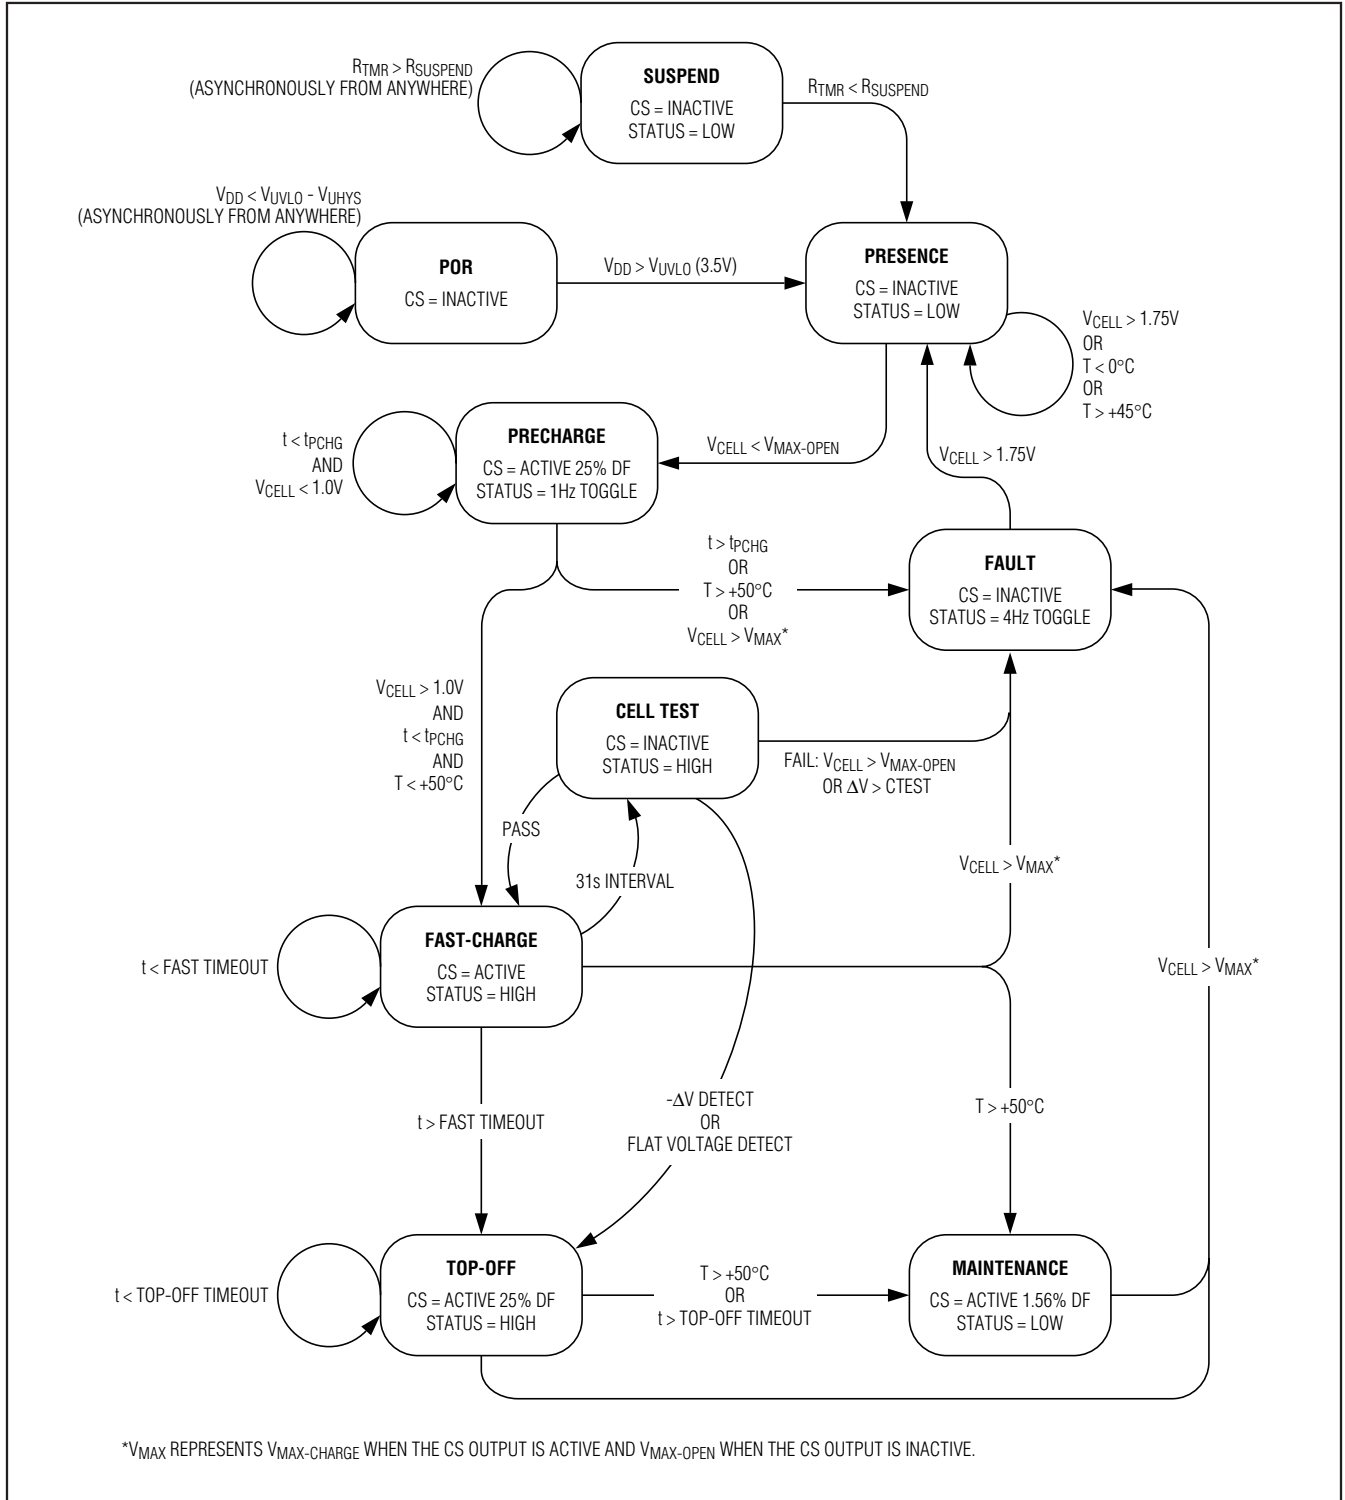 RTMR > RSUSPEND
(ASYNCHRONOUSLY FROM ANYWHERE)
SUSPEND
CS = INACTIVE
STATUS = LOW
RTMR < RSUSPEND
VDD < VUVLO - VUHYS
(ASYNCHRONOUSLY FROM ANYWHERE)
POR
CS = INACTIVE
VDD > VUVLO (3.5V)
PRESENCE
CS = INACTIVE
STATUS = LOW
VCELL > 1.75V
OR
T < 0°C
OR
T > +45°C
t < tPCHG
AND
VCELL < 1.0V
PRECHARGE
CS = ACTIVE 25% DF
STATUS = 1Hz TOGGLE
VCELL < VMAX-OPEN
VCELL > 1.75V
t > tPCHG
OR
T > +50°C
OR
VCELL > VMAX*
FAULT
CS = INACTIVE
STATUS = 4Hz TOGGLE
VCELL > 1.0V
AND
t < tPCHG
AND
T < +50°C
CELL TEST
CS = INACTIVE
STATUS = HIGH
FAIL: VCELL > VMAX-OPEN
OR ΔV > CTEST
PASS
31s INTERVAL
VCELL > VMAX*
t < FAST TIMEOUT
FAST-CHARGE
CS = ACTIVE
STATUS = HIGH
VCELL > VMAX*
t > FAST TIMEOUT
-ΔV DETECT
OR
FLAT VOLTAGE DETECT
T > +50°C
t < TOP-OFF TIMEOUT
TOP-OFF
CS = ACTIVE 25% DF
STATUS = HIGH
T > +50°C
OR
t > TOP-OFF TIMEOUT
MAINTENANCE
CS = ACTIVE 1.56% DF
STATUS = LOW
*VMAX REPRESENTS VMAX-CHARGE WHEN THE CS OUTPUT IS ACTIVE AND VMAX-OPEN WHEN THE CS OUTPUT IS INACTIVE.